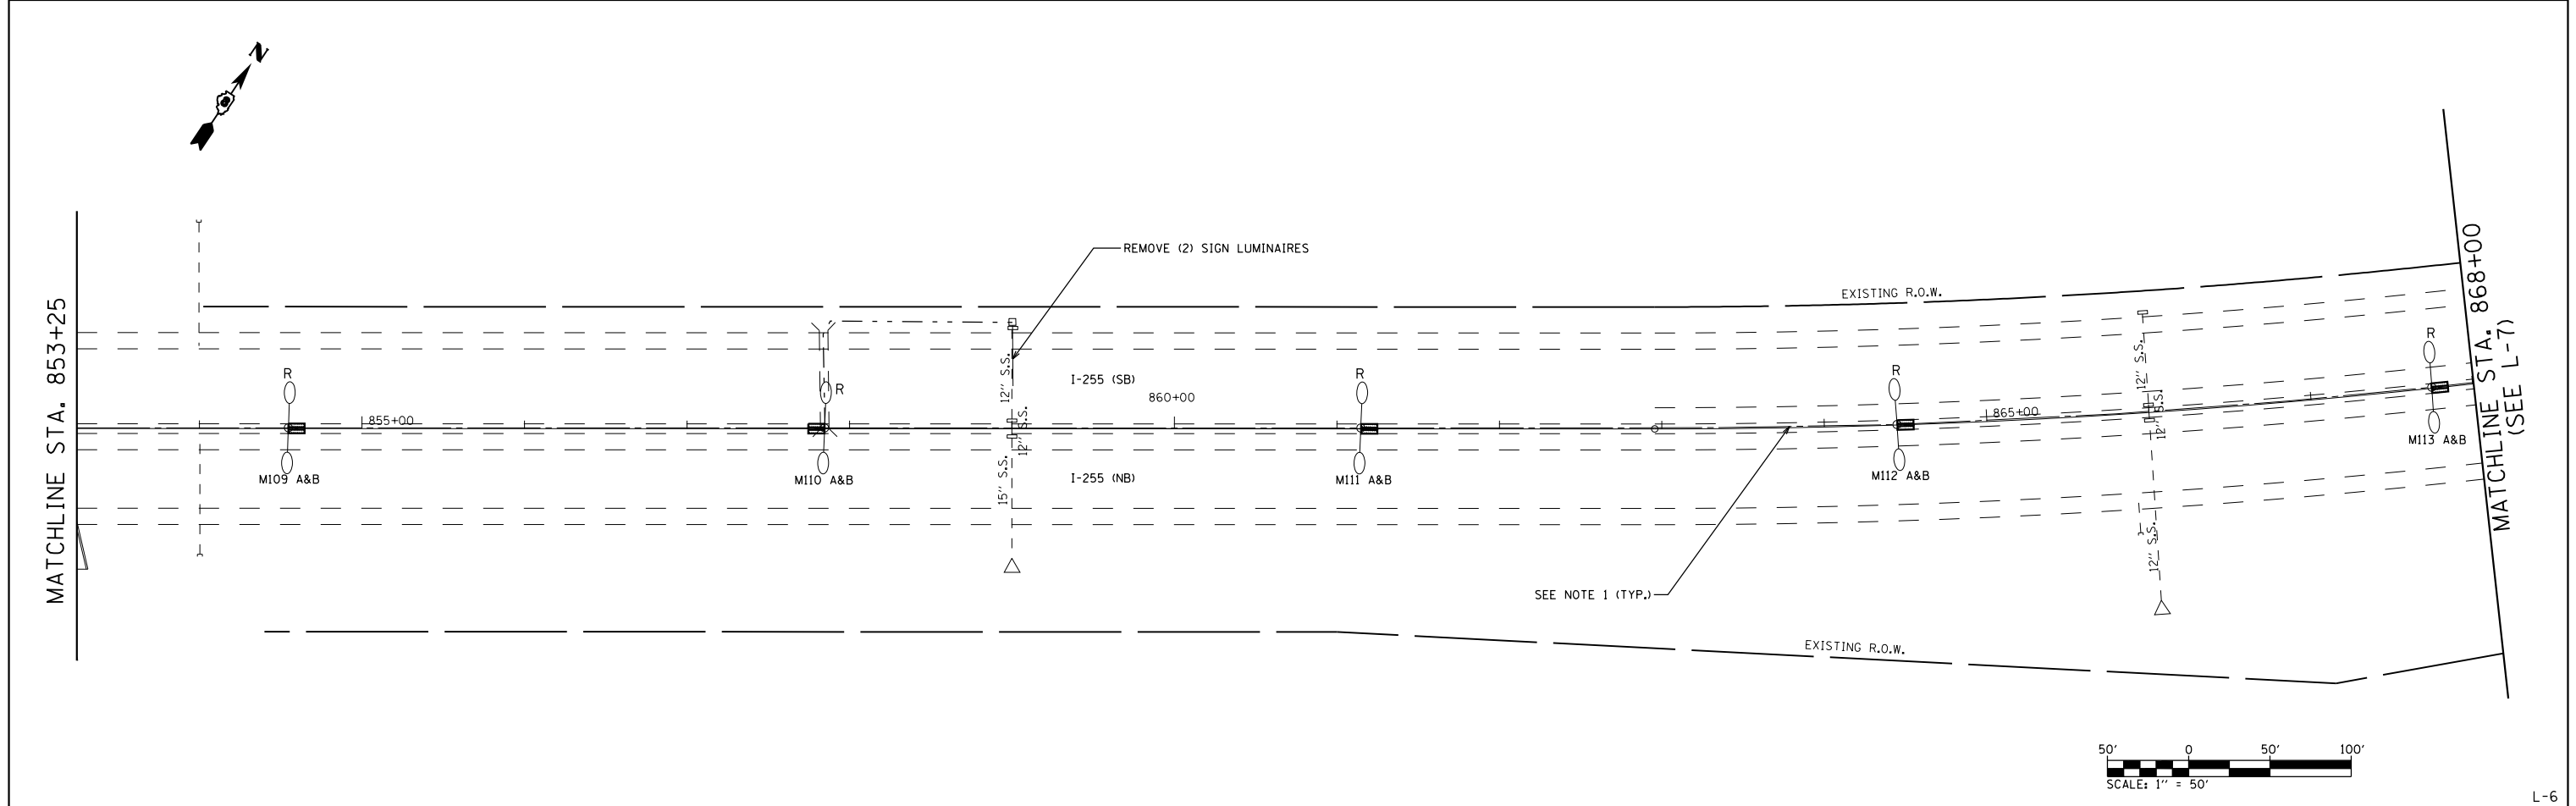 N
REMOVE (2) SIGN LUMINAIRES
EXISTING R.O.W.
MATCHLINE STA. 853+25
MATCHLINE STA. 868+00
(SEE L-7)
R
R
R
R
R
12'' S.S.
12'' S.S.
15'' S.S.
I-255 (SB)
860+00
855+00
865+00
12'' S.S.
12'' S.S.
12'' S.S.
I-255 (NB)
M109 A&B
M110 A&B
M111 A&B
M112 A&B
M113 A&B
SEE NOTE 1 (TYP.)
EXISTING R.O.W.
50' 0 50' 100'
SCALE: 1'' = 50'
L-6